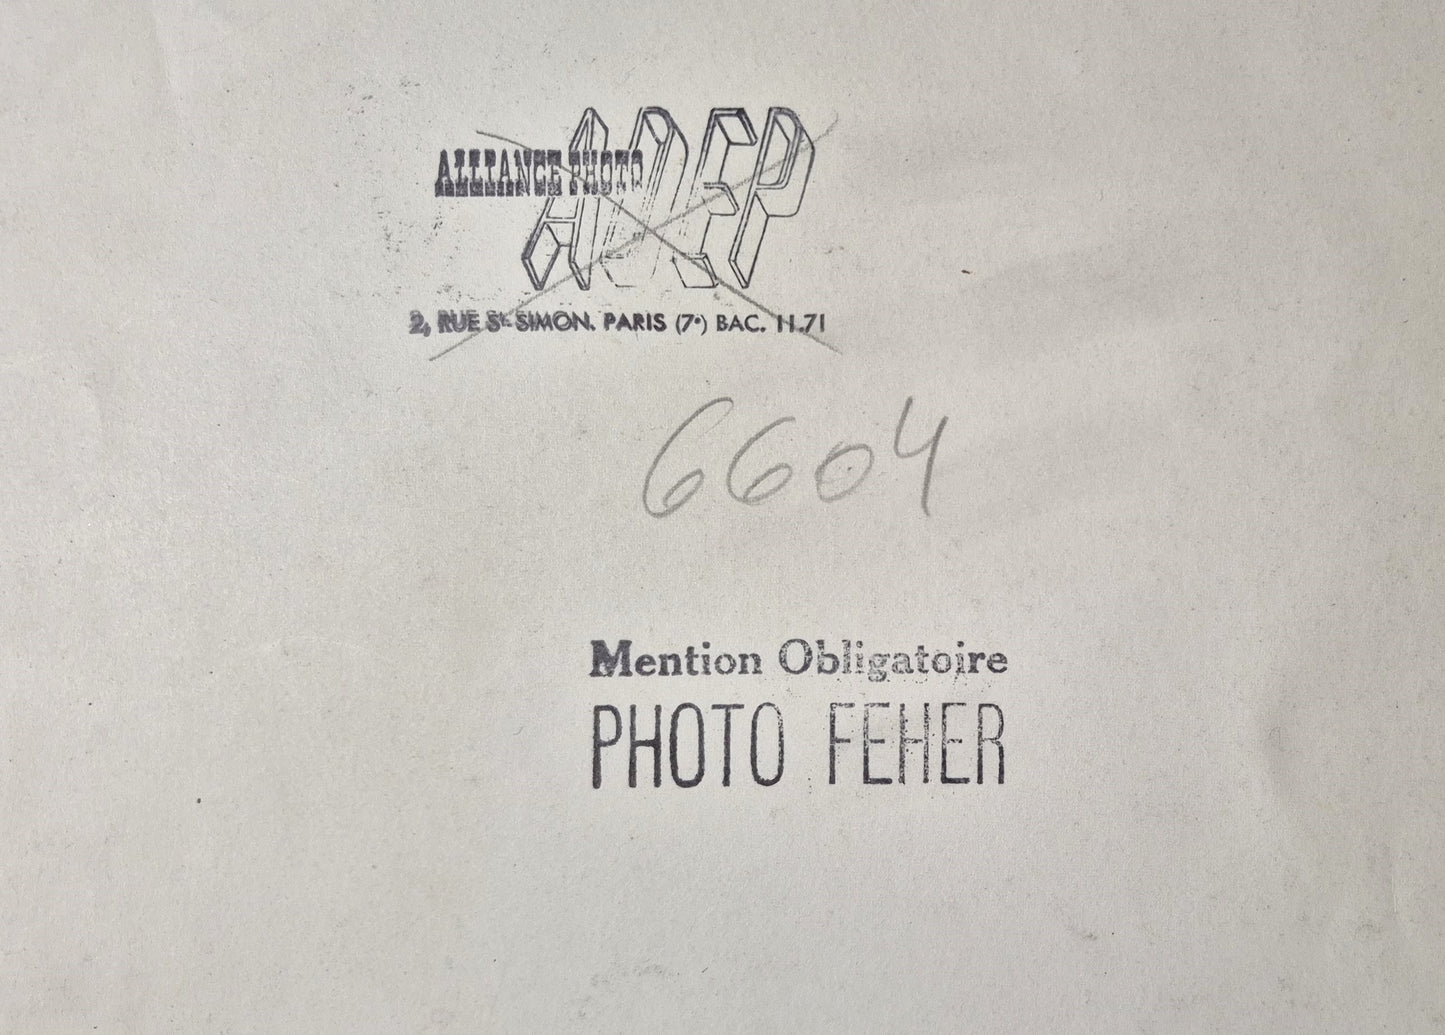 ALLIANCE PHOTO
ADEP
2, RUE St-SIMON. PARIS (7e) BAC. 11.71
6604
Mention Obligatoire
PHOTO FEHER